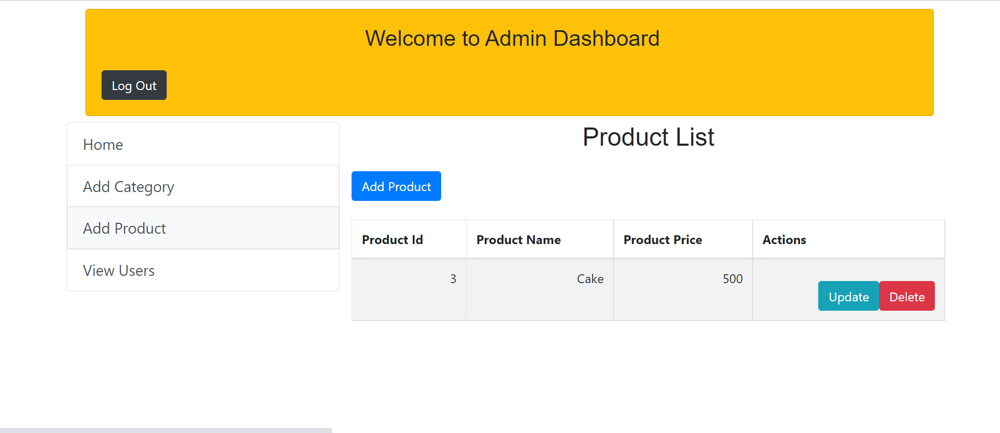 Welcome to Admin Dashboard
Log Out
Home
Add Category
Add Product
View Users
Product List
Add Product
Product Id Product Name Product Price Actions
3 Cake 500 Update Delete